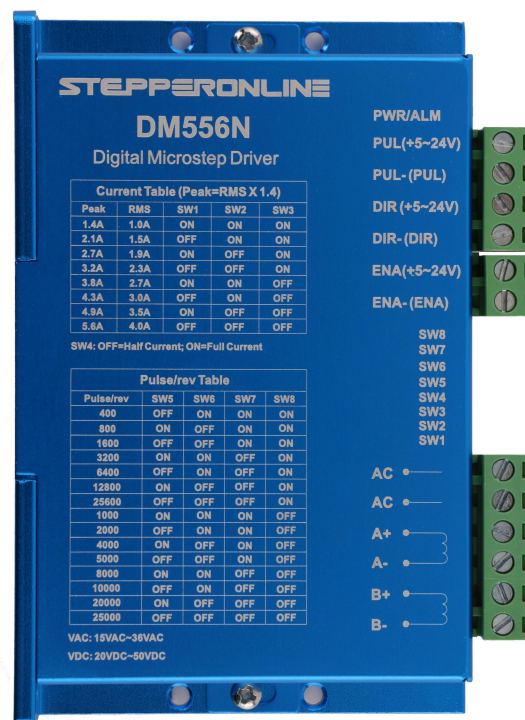 STEPPERONLINE
DM556N
Digital Microstep Driver
Current Table (Peak=RMS X 1.4)
Peak RMS SW1 SW2 SW3
1.4A 1.0A ON ON ON
2.1A 1.5A OFF ON ON
2.7A 1.9A ON OFF ON
3.2A 2.3A OFF OFF ON
3.8A 2.7A ON ON OFF
4.3A 3.0A OFF ON OFF
4.9A 3.5A ON OFF OFF
5.6A 4.0A OFF OFF OFF
SW4: OFF=Half Current; ON=Full Current
Pulse/rev Table
Pulse/rev SW5 SW6 SW7 SW8
400 OFF ON ON ON
800 ON OFF ON ON
1600 OFF OFF ON ON
3200 ON ON OFF ON
6400 OFF ON OFF ON
12800 ON OFF OFF ON
25600 OFF OFF OFF ON
1000 ON ON ON OFF
2000 OFF ON ON OFF
4000 ON OFF ON OFF
5000 OFF OFF ON OFF
8000 ON ON OFF OFF
10000 OFF ON OFF OFF
20000 ON OFF OFF OFF
25000 OFF OFF OFF OFF
VAC: 15VAC~36VAC
VDC: 20VDC~50VDC
PWR/ALM
PUL(+5~24V)
PUL- (PUL)
DIR (+5~24V)
DIR- (DIR)
ENA(+5~24V)
ENA- (ENA)
SW8
SW7
SW6
SW5
SW4
SW3
SW2
SW1
AC
AC
A+
A-
B+
B-